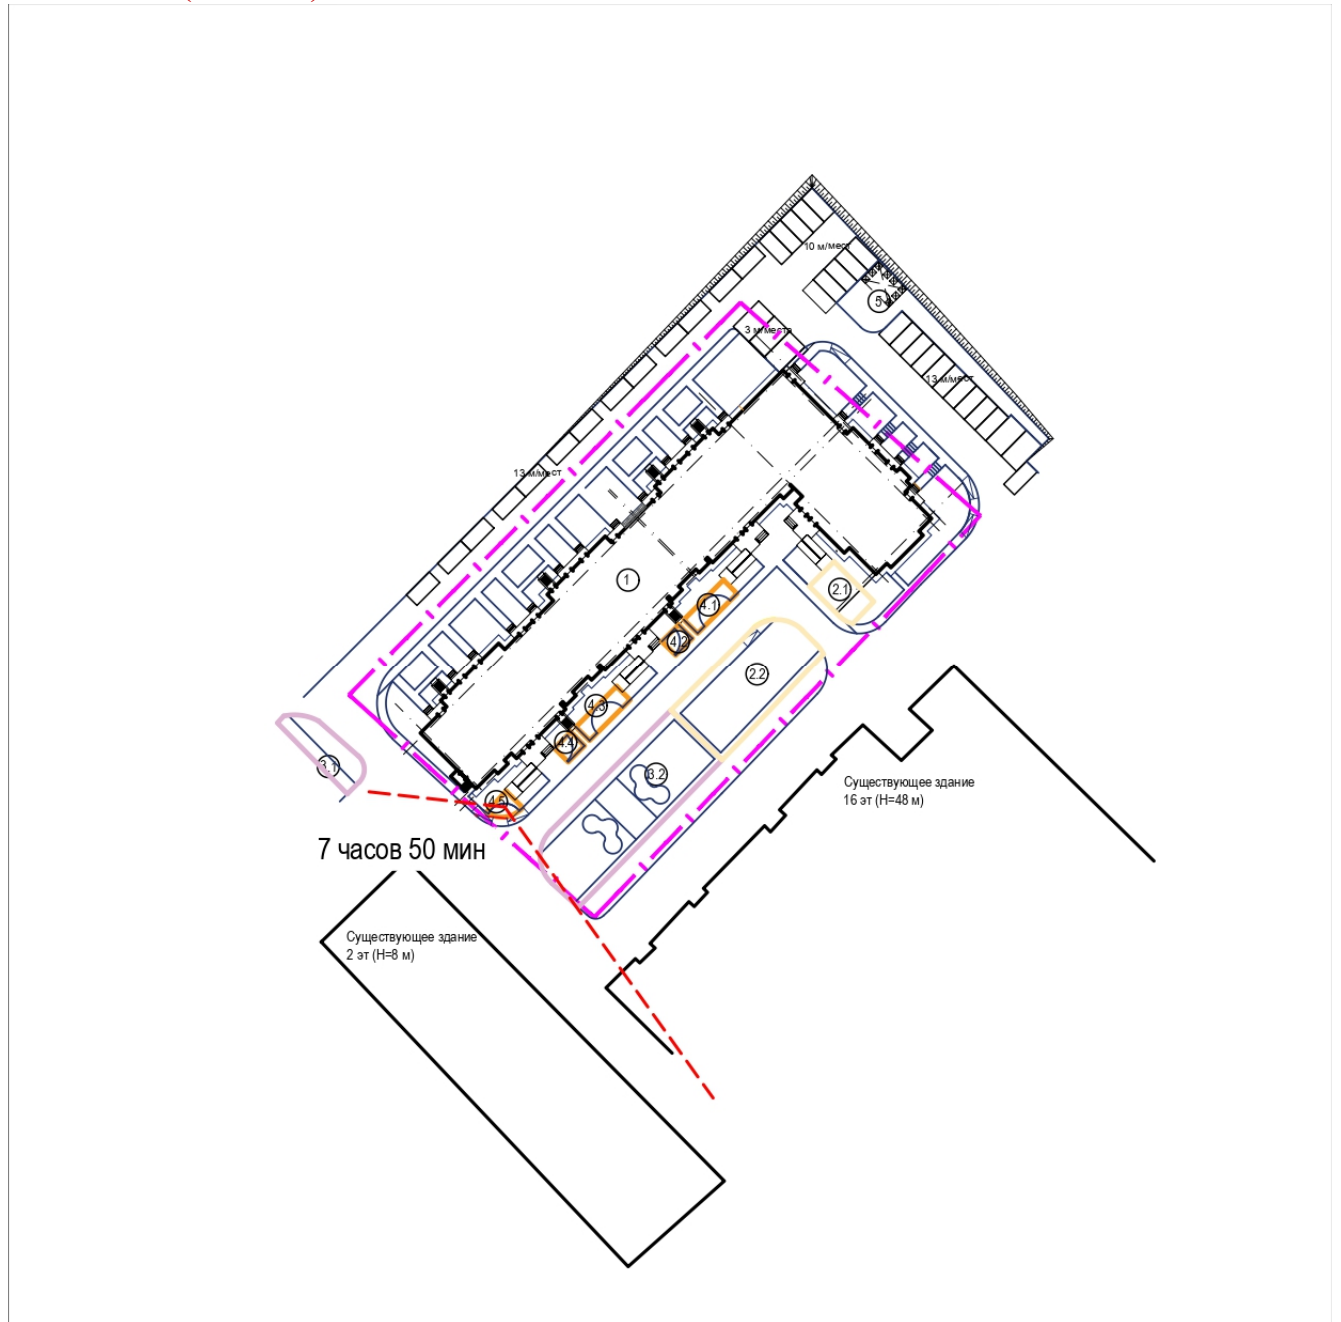 10 м/мест
5
3 м/места
13 м/мест
13 м/мест
1
2.1
4.1
4.2
2.2
4.3
4.4
3.1
3.2
4.5
Существующее здание
16 эт (Н=48 м)
7 часов 50 мин
Существующее здание
2 эт (Н=8 м)